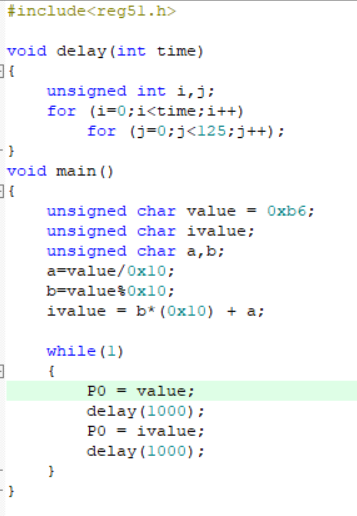 #include<reg51.h>
void delay(int time)
{
unsigned int i,j;
for (i=0;i<time;i++)
for (j=0;j<125;j++);
}
void main()
{
unsigned char value = 0xb6;
unsigned char ivalue;
unsigned char a,b;
a=value/0x10;
b=value%0x10;
ivalue = b*(0x10) + a;
while(1)
{
P0 = value;
delay(1000);
P0 = ivalue;
delay(1000);
}
}